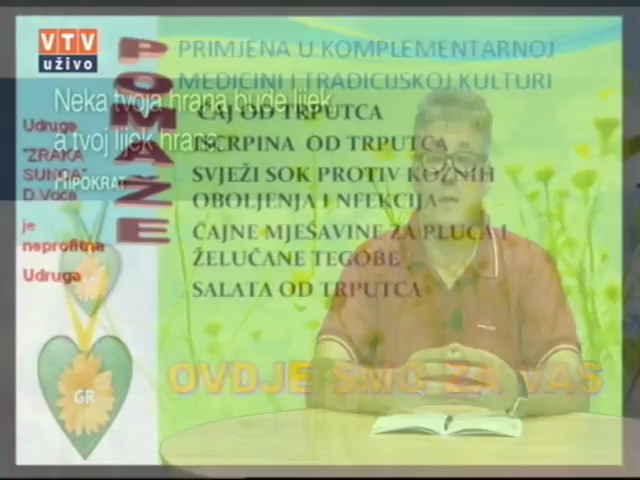 VTV
uživo
POMAŽE
PRIMJENA U KOMPLEMENTARNOJ
MEDICINI I TRADICIJSKOJ KULTURI
Neka tvoja hrana bude lijek
a tvoj lijek hrana
HIPOKRAT
Udruga
"ZRAKA
SUNCA"
D.Voća
je
neprofitna
Udruga
ČAJ OD TRPUTCA
ISCRPINA OD TRPUTCA
SVJEŽI SOK PROTIV KOŽNIH
OBOLJENJA I NFEKCIJA
ČAJNE MJEŠAVINE ZA PLUĆA I
ŽELUČANE TEGOBE
SALATA OD TRPUTCA
OVDJE SMO ZA VAS
GR